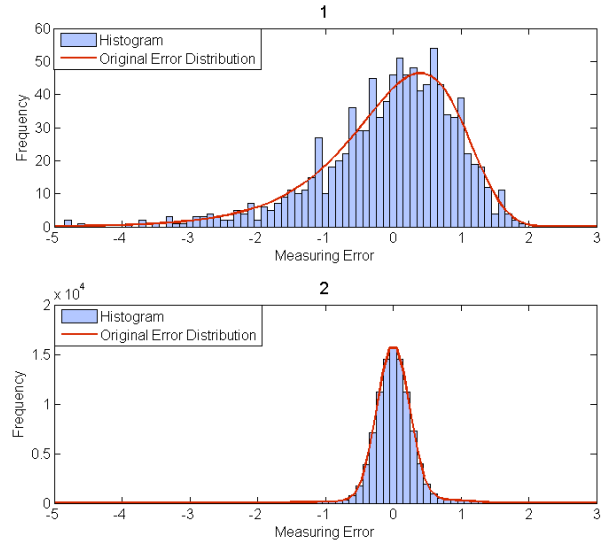 1
60
50
40
30
20
10
0
Frequency
Histogram
Original Error Distribution
-5 -4 -3 -2 -1 0 1 2 3
Measuring Error
2
x 10^4
2
1.5
1
0.5
0
Frequency
Histogram
Original Error Distribution
-5 -4 -3 -2 -1 0 1 2 3
Measuring Error